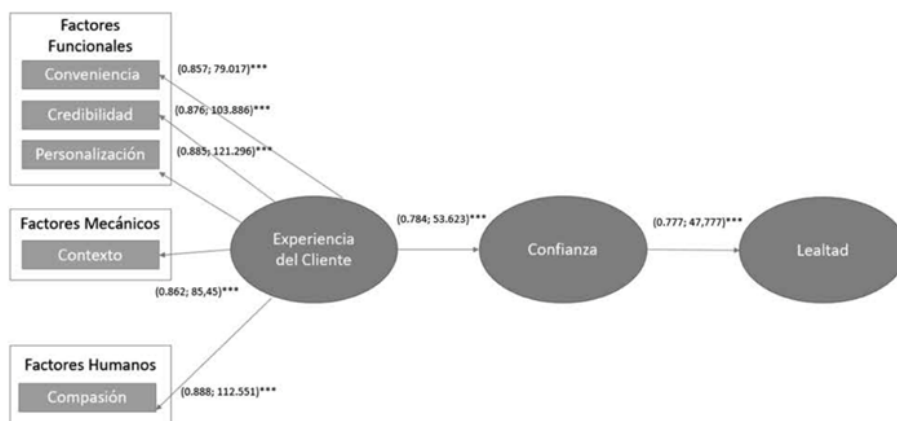 Factores
Funcionales
Conveniencia
(0.857; 79.017)***
Credibilidad
(0.876; 103.886)***
Personalización
(0.885; 121.296)***
Factores Mecánicos
Contexto
(0.862; 85,45)***
Factores Humanos
Compasión
(0.888; 112.551)***
Experiencia
del Cliente
(0.784; 53.623)***
Confianza
(0.777; 47,777)***
Lealtad